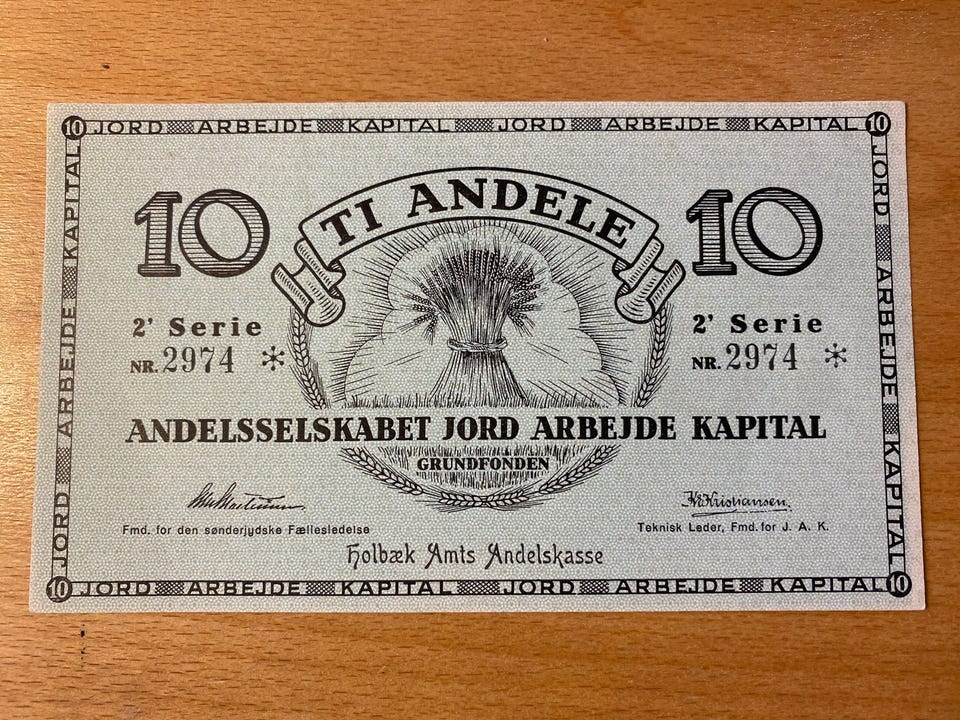 10 JORD ARBEJDE KAPITAL JORD ARBEJDE KAPITAL 10
JORD ARBEJDE KAPITAL
JORD ARBEJDE KAPITAL
10
TI ANDELE
10
2' Serie
NR. 2974 *
2' Serie
NR. 2974 *
ANDELSSELSKABET JORD ARBEJDE KAPITAL
GRUNDFONDEN
KEKristiansen.
Fmd. for den sønderjydske Fællesledelse
Teknisk Leder, Fmd. for J. A. K.
Holbæk Amts Andelskasse
10 JORD ARBEJDE KAPITAL JORD ARBEJDE KAPITAL 10